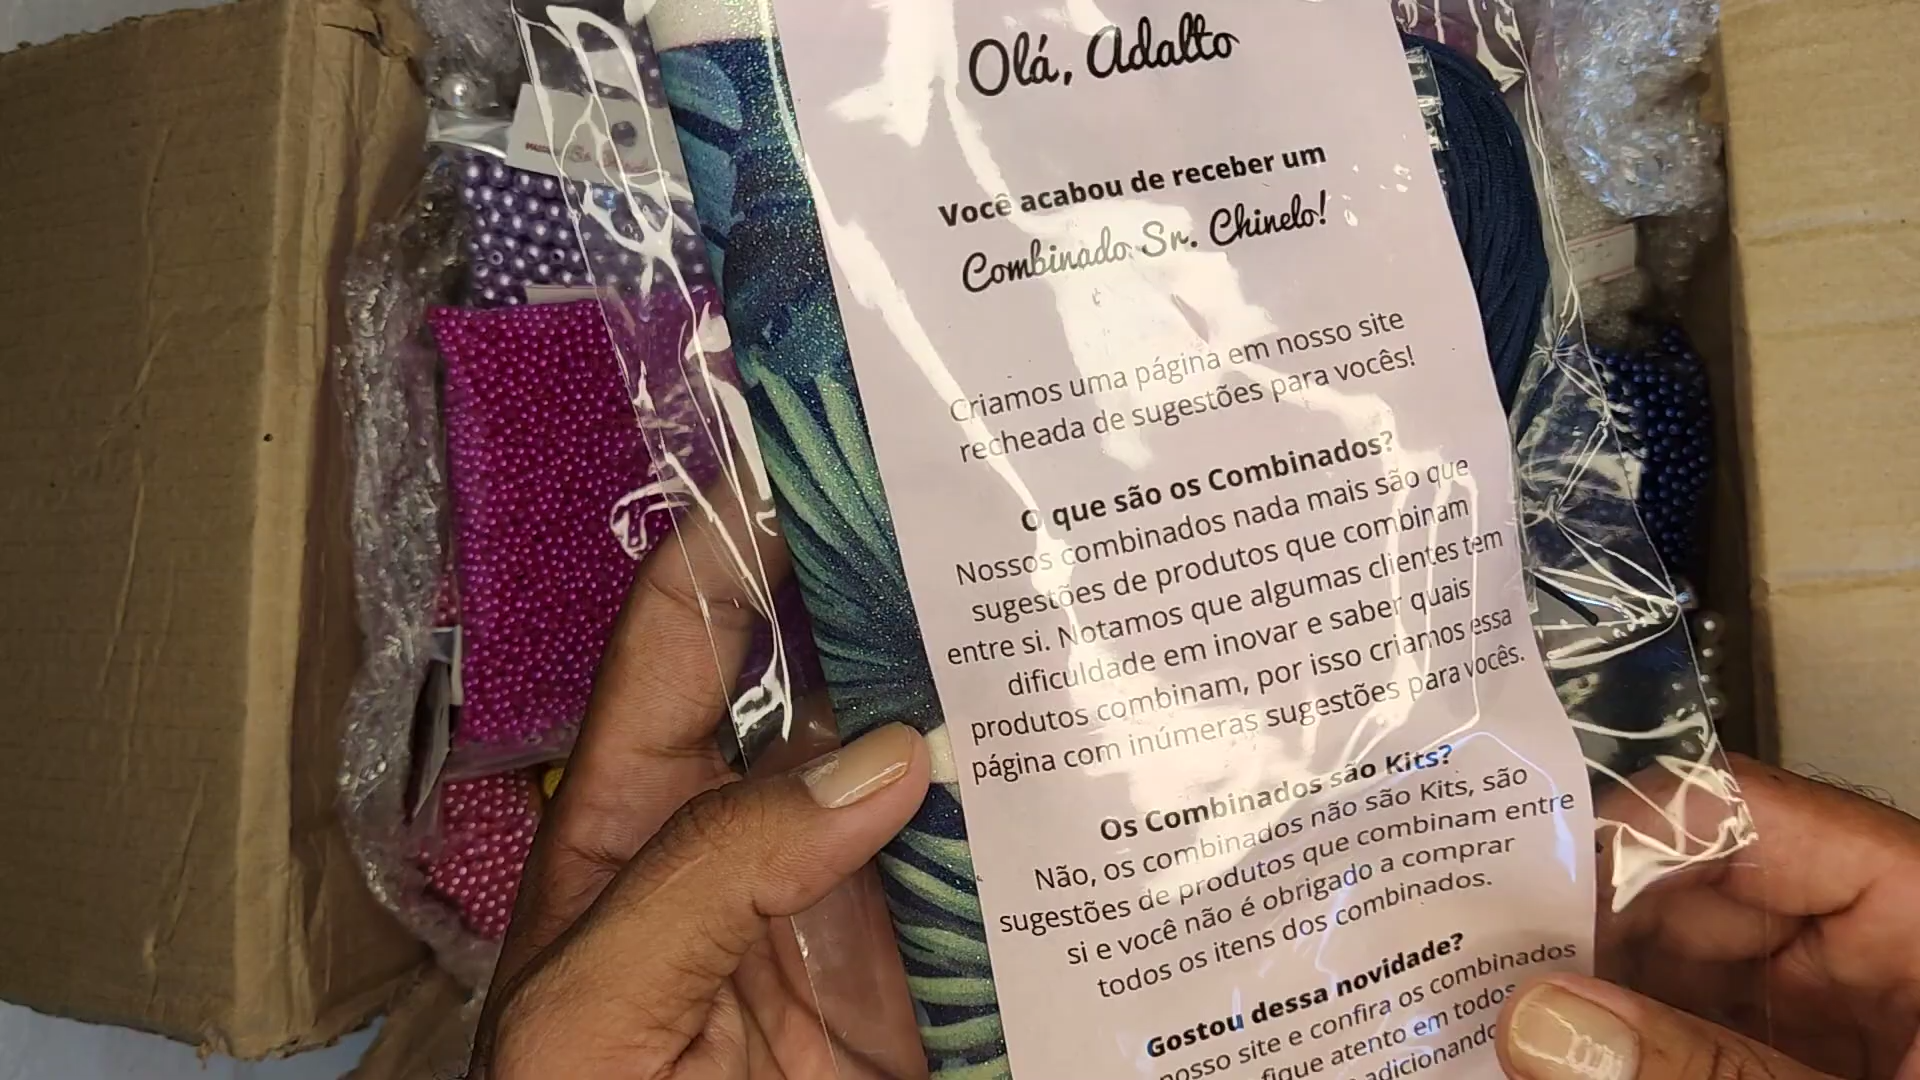 Olá, Adalto
Você acabou de receber um
Combinado Sr. Chinelo!
Criamos uma página em nosso site
recheada de sugestões para vocês!
O que são os Combinados?
Nossos combinados nada mais são que
sugestões de produtos que combinam
entre si. Notamos que algumas clientes tem
dificuldade em inovar e saber quais
produtos combinam, por isso criamos essa
página com inúmeras sugestões para vocês.
Os Combinados são Kits?
Não, os combinados não são Kits, são
sugestões de produtos que combinam entre
si e você não é obrigado a comprar
todos os itens dos combinados.
Gostou dessa novidade?
nosso site e confira os combinados
fique atento em todos
adicionando